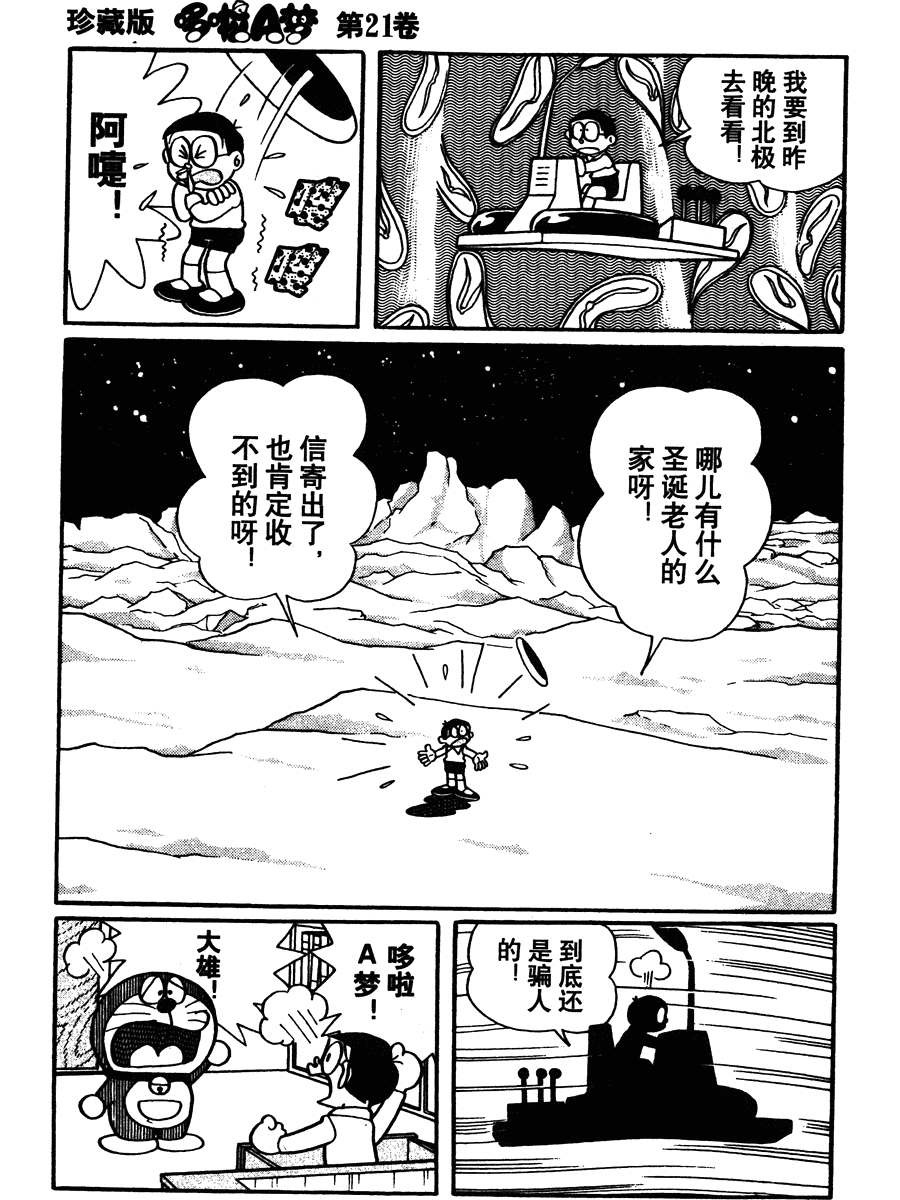 珍藏版 哆啦A梦 第21卷
我要到昨
晚的北极
去看看！
阿嚏！
哪儿有什么
圣诞老人的
家呀！
信寄出了，
也肯定收
不到的呀！
到底还
是骗人
的！
哆啦
A梦！
大雄！